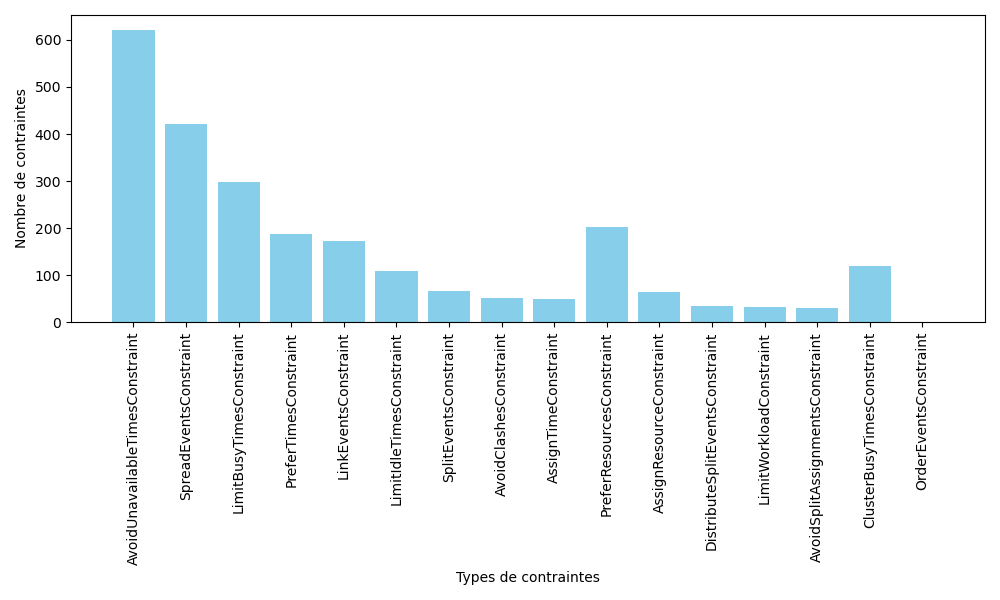 Nombre de contraintes
600
500
400
300
200
100
0
AvoidUnavailableTimesConstraint
SpreadEventsConstraint
LimitBusyTimesConstraint
PreferTimesConstraint
LinkEventsConstraint
LimitIdleTimesConstraint
SplitEventsConstraint
AvoidClashesConstraint
AssignTimeConstraint
PreferResourcesConstraint
AssignResourceConstraint
DistributeSplitEventsConstraint
LimitWorkloadConstraint
AvoidSplitAssignmentsConstraint
ClusterBusyTimesConstraint
OrderEventsConstraint
Types de contraintes